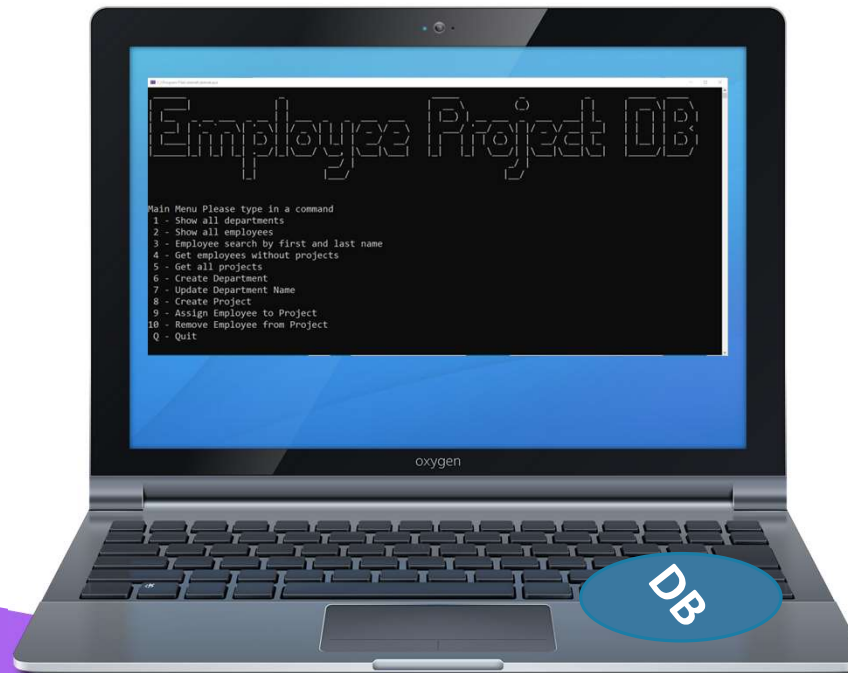 Employee Project DB
Main Menu Please type in a command
1 - Show all departments
2 - Show all employees
3 - Employee search by first and last name
4 - Get employees without projects
5 - Get all projects
6 - Create Department
7 - Update Department Name
8 - Create Project
9 - Assign Employee to Project
10 - Remove Employee from Project
Q - Quit
oxygen
DB